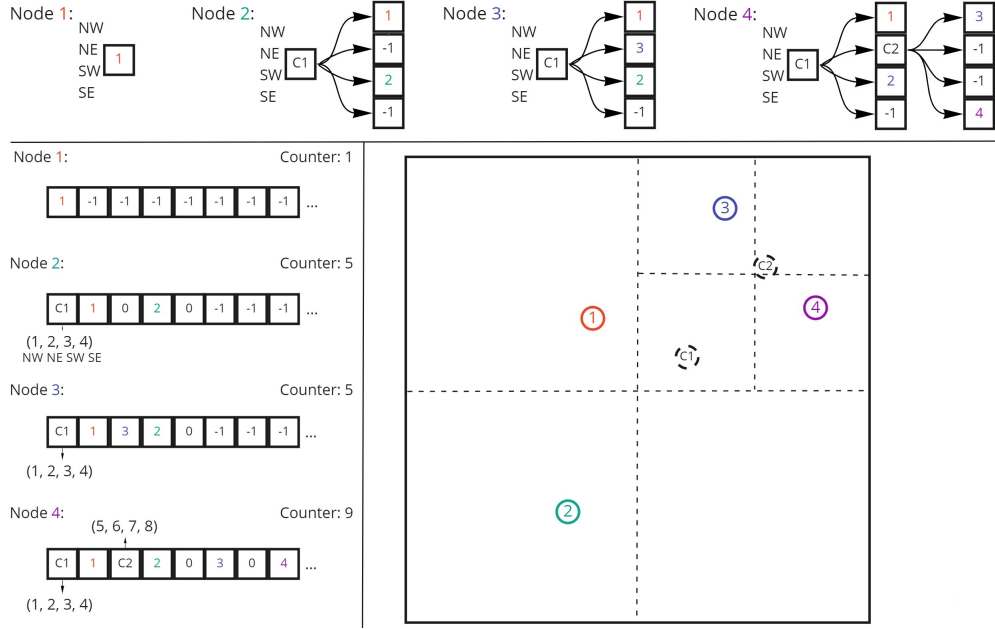 Node 1:
NW
NE
SW
SE
1
Node 2:
NW
NE
SW
SE
C1
1
-1
2
-1
Node 3:
NW
NE
SW
SE
C1
1
3
2
-1
Node 4:
NW
NE
SW
SE
C1
1
C2
2
-1
3
-1
-1
4
Node 1: Counter: 1
1 -1 -1 -1 -1 -1 -1 -1 ...
Node 2: Counter: 5
C1 1 0 2 0 -1 -1 -1 ...
(1, 2, 3, 4)
NW NE SW SE
Node 3: Counter: 5
C1 1 3 2 0 -1 -1 -1 ...
(1, 2, 3, 4)
Node 4: Counter: 9
(5, 6, 7, 8)
C1 1 C2 2 0 3 0 4 ...
(1, 2, 3, 4)
3
C2
4
1
C1
2